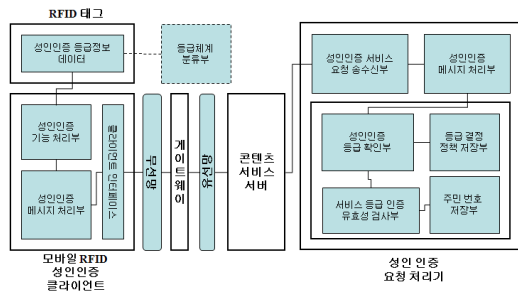 RFID 태그
성인인증 등급정보
데이터
등급체계
분류부
성인인증
기능 처리부
성인인증
메시지 처리부
클라이언트 인터페이스
모바일 RFID
성인인증
클라이언트
무선망
게이트웨이
유선망
콘텐츠
서비스
서버
성인인증 서비스
요청 송수신부
성인인증
메시지 처리부
성인인증
등급 확인부
등급 결정
정책 저장부
서비스 등급 인증
유효성 검사부
주민 번호
저장부
성인 인증
요청 처리기